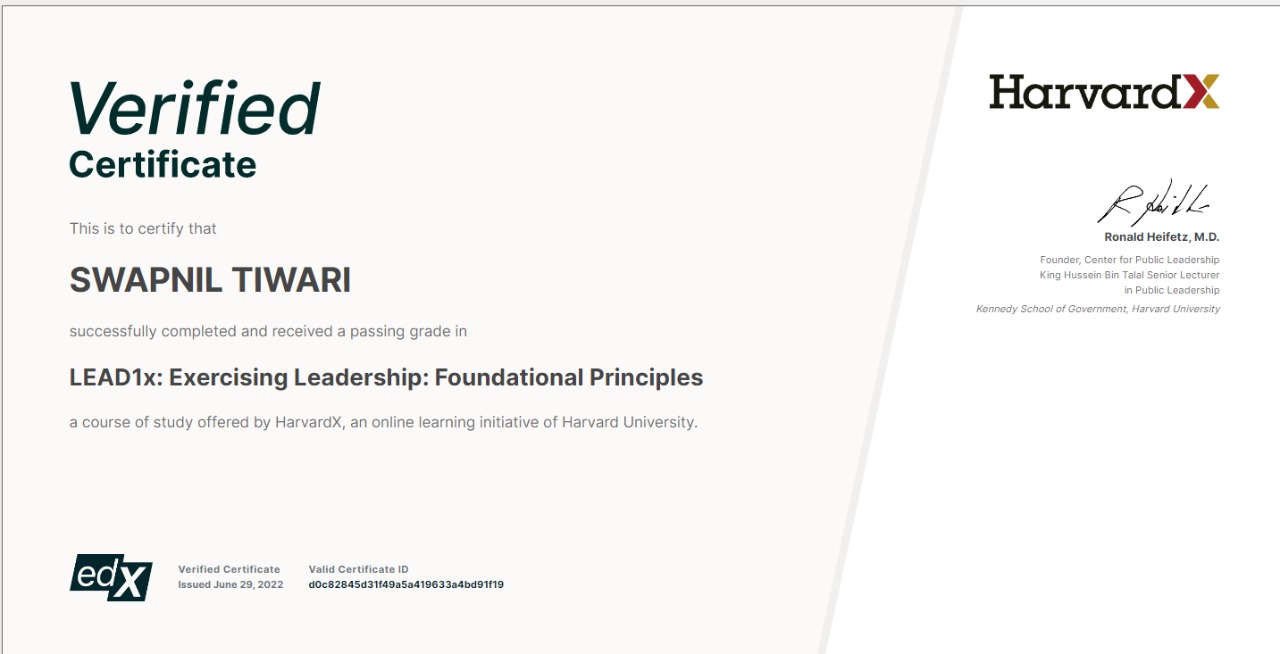 Verified
Certificate
This is to certify that
SWAPNIL TIWARI
successfully completed and received a passing grade in
LEAD1x: Exercising Leadership: Foundational Principles
a course of study offered by HarvardX, an online learning initiative of Harvard University.
edX
Verified Certificate
Issued June 29, 2022
Valid Certificate ID
d0c82845d31f49a5a419633a4bd91f19
HarvardX
Ronald Heifetz, M.D.
Founder, Center for Public Leadership
King Hussein Bin Talal Senior Lecturer
in Public Leadership
Kennedy School of Government, Harvard University